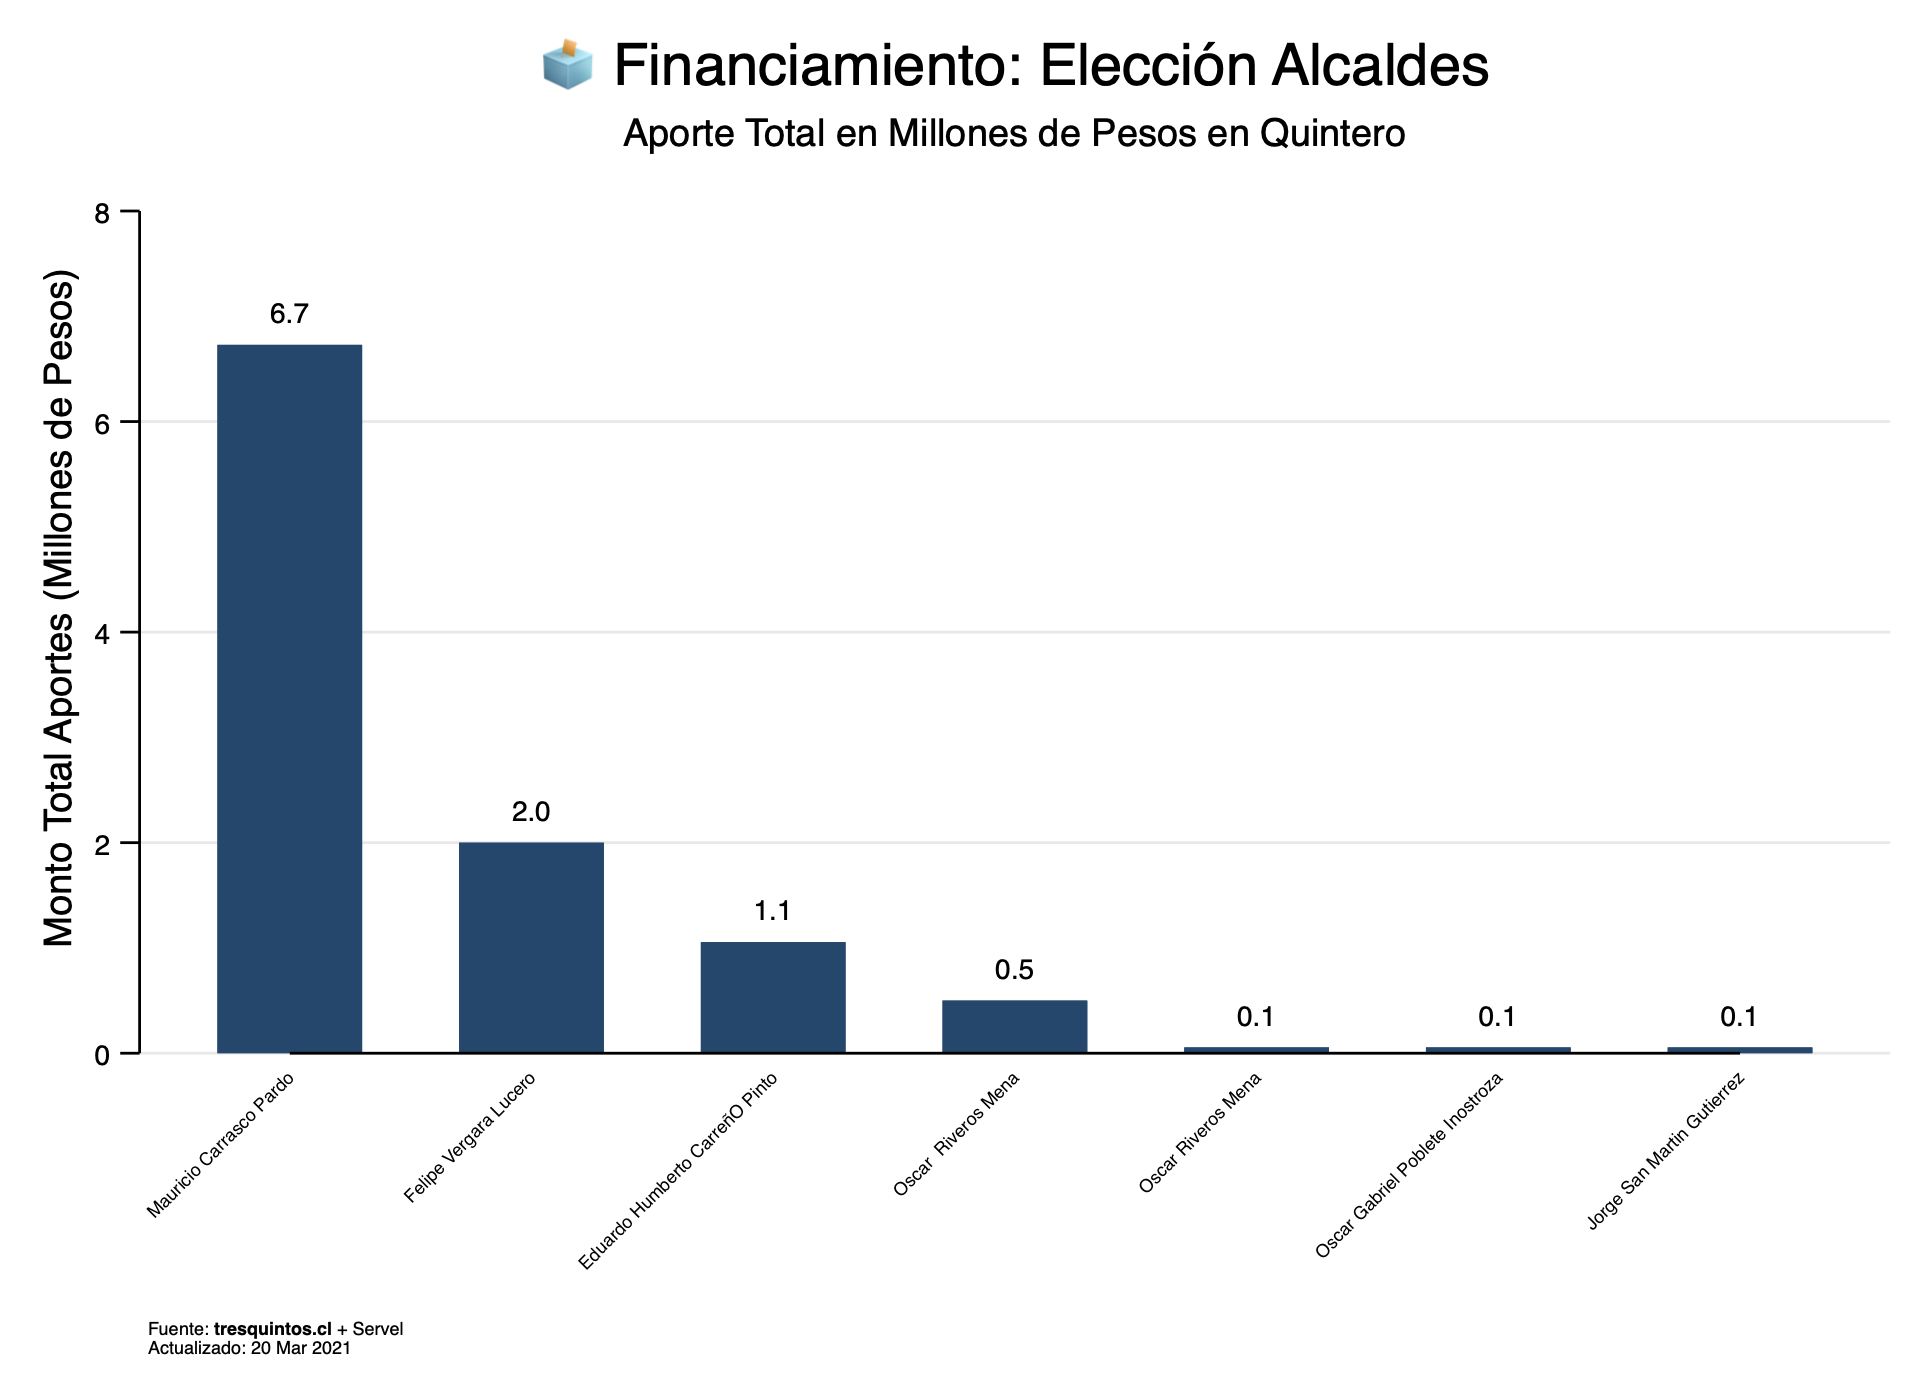 Financiamiento: Elección Alcaldes
Aporte Total en Millones de Pesos en Quintero
Monto Total Aportes (Millones de Pesos)
8
6
4
2
0
6.7
2.0
1.1
0.5
0.1
0.1
0.1
Mauricio Carrasco Pardo
Felipe Vergara Lucero
Eduardo Humberto CarreñO Pinto
Oscar  Riveros Mena
Oscar Riveros Mena
Oscar Gabriel Poblete Inostroza
Jorge San Martin Gutierrez
Fuente: tresquintos.cl + Servel
Actualizado: 20 Mar 2021